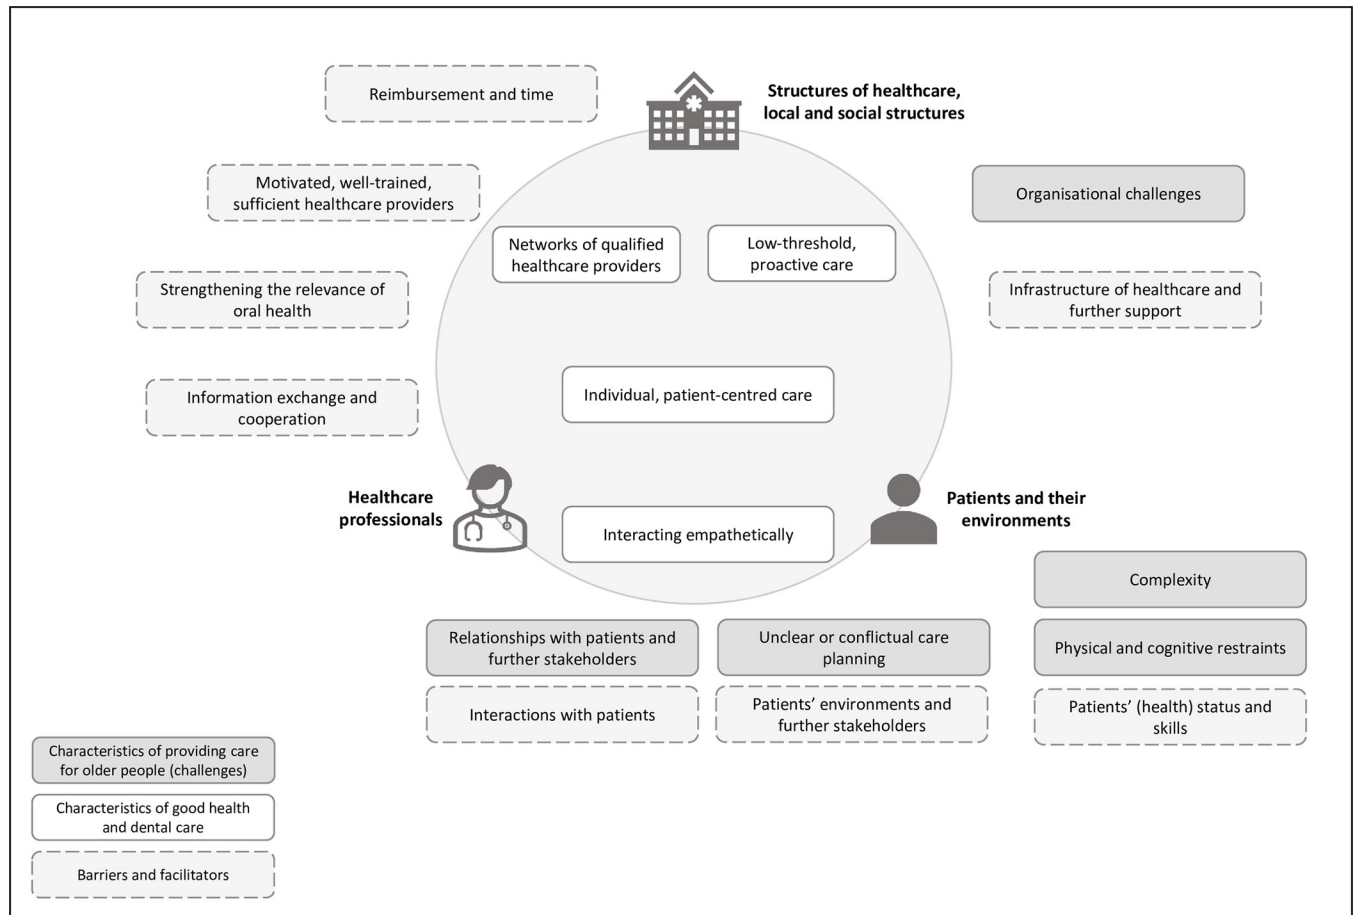 Reimbursement and time
Structures of healthcare,
local and social structures
Motivated, well-trained,
sufficient healthcare providers
Organisational challenges
Networks of qualified
healthcare providers
Low-threshold,
proactive care
Strengthening the relevance of
oral health
Infrastructure of healthcare and
further support
Information exchange and
cooperation
Individual, patient-centred care
Healthcare
professionals
Patients and their
environments
Interacting empathetically
Complexity
Relationships with patients and
further stakeholders
Unclear or conflictual care
planning
Physical and cognitive restraints
Interactions with patients
Patients’ environments and
further stakeholders
Patients’ (health) status and
skills
Characteristics of providing care
for older people (challenges)
Characteristics of good health
and dental care
Barriers and facilitators